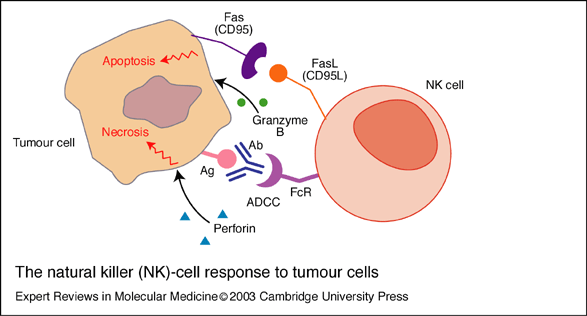 Fas
(CD95)
Apoptosis
FasL
(CD95L)
NK cell
Granzyme
B
Tumour cell
Necrosis
Ab
Ag
ADCC
FcR
Perforin
The natural killer (NK)-cell response to tumour cells
Expert Reviews in Molecular Medicine © 2003 Cambridge University Press